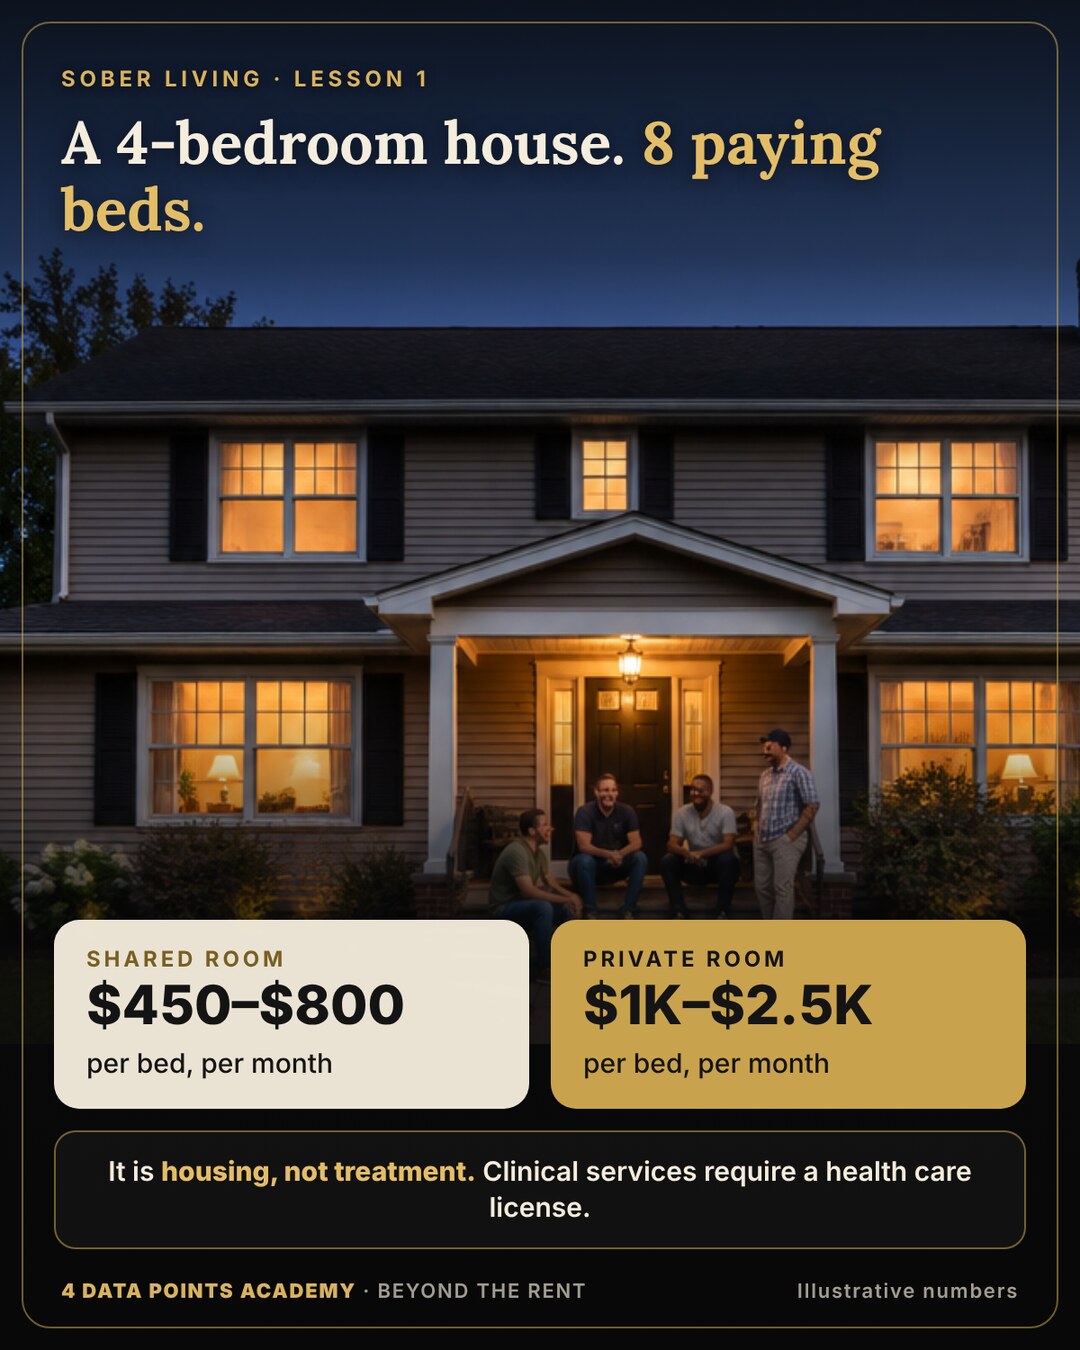 SOBER LIVING · LESSON 1
A 4-bedroom house. 8 paying
beds.
SHARED ROOM
$450–$800
per bed, per month
PRIVATE ROOM
$1K–$2.5K
per bed, per month
It is housing, not treatment. Clinical services require a health care
license.
4 DATA POINTS ACADEMY · BEYOND THE RENT
Illustrative numbers